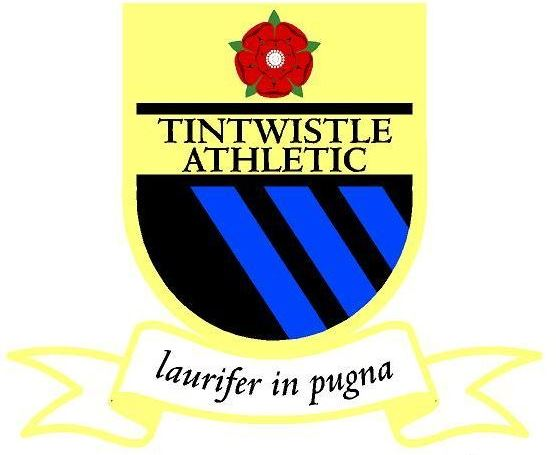 TINTWISTLE
ATHLETIC
laurifer in pugna